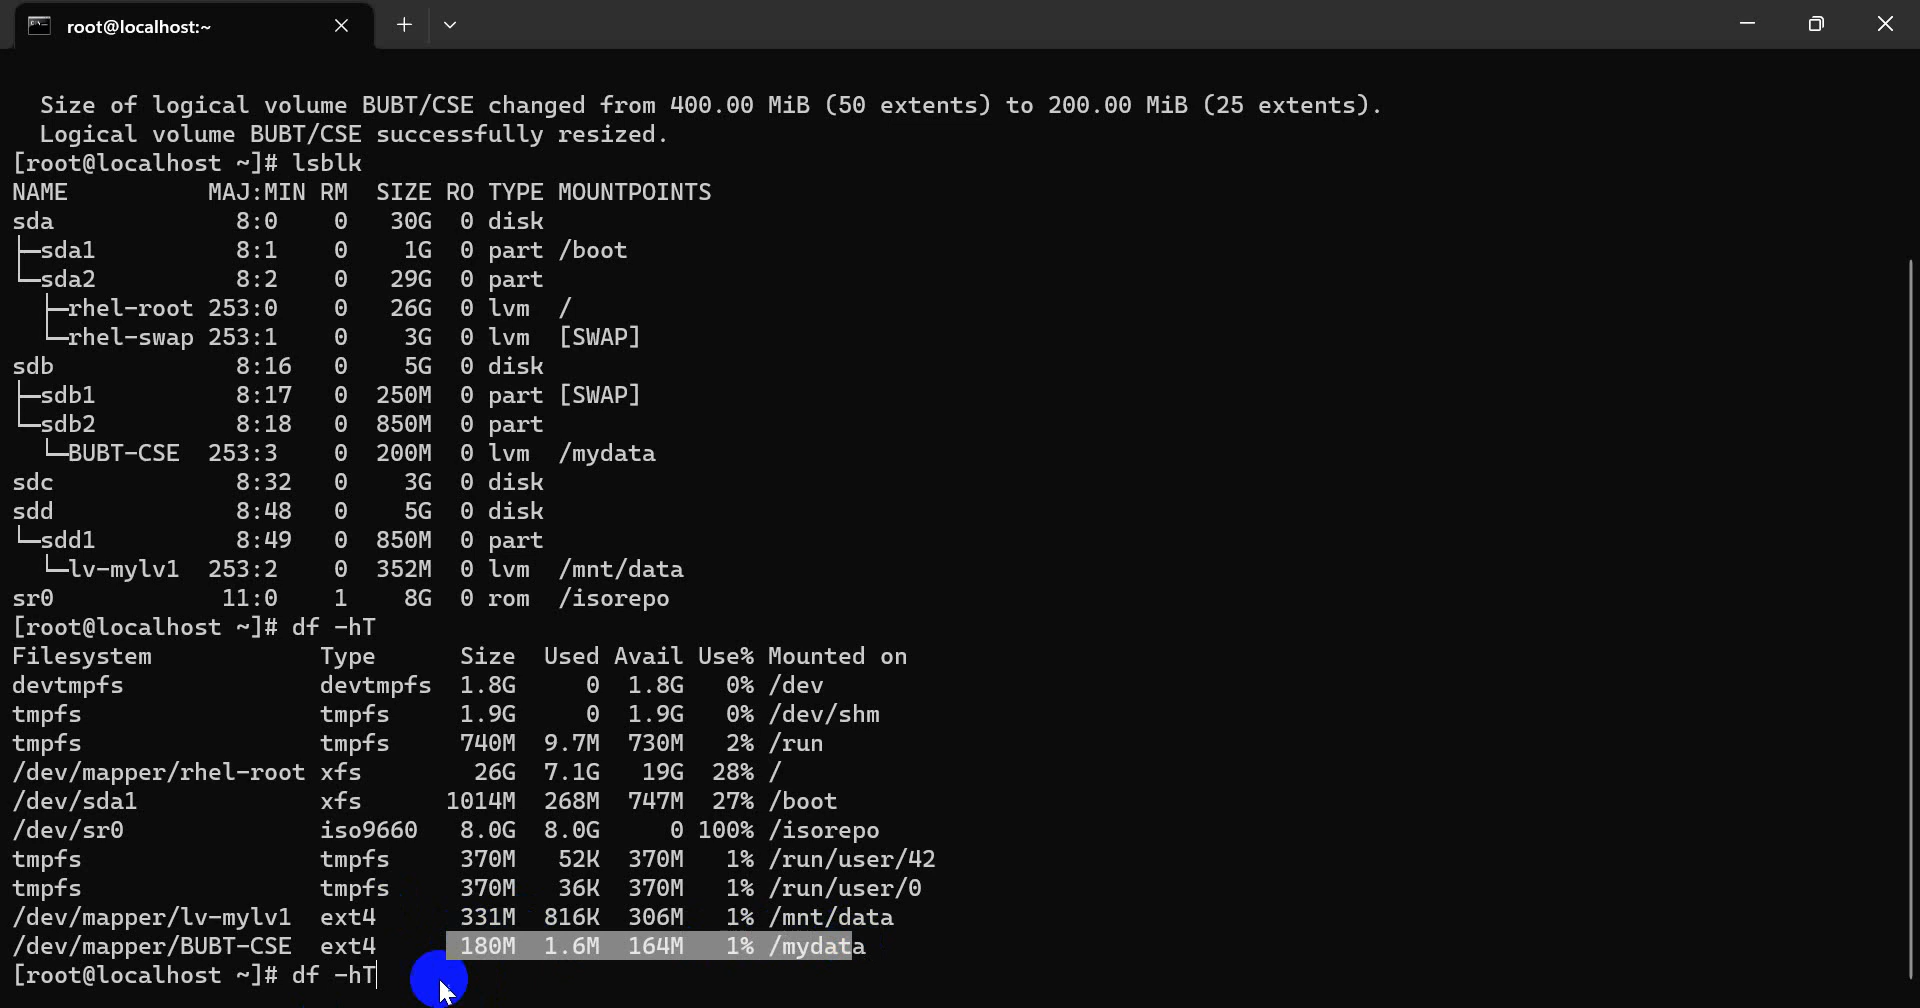 root@localhost:~
Size of logical volume BUBT/CSE changed from 400.00 MiB (50 extents) to 200.00 MiB (25 extents).
Logical volume BUBT/CSE successfully resized.
[root@localhost ~]# lsblk
NAME          MAJ:MIN RM  SIZE RO TYPE MOUNTPOINTS
sda             8:0    0   30G  0 disk
├─sda1          8:1    0    1G  0 part /boot
└─sda2          8:2    0   29G  0 part
  ├─rhel-root 253:0    0   26G  0 lvm  /
  └─rhel-swap 253:1    0    3G  0 lvm  [SWAP]
sdb             8:16   0    5G  0 disk
├─sdb1          8:17   0  250M  0 part [SWAP]
└─sdb2          8:18   0  850M  0 part
  └─BUBT-CSE  253:3    0  200M  0 lvm  /mydata
sdc             8:32   0    3G  0 disk
sdd             8:48   0    5G  0 disk
└─sdd1          8:49   0  850M  0 part
  └─lv-mylv1  253:2    0  352M  0 lvm  /mnt/data
sr0            11:0    1    8G  0 rom  /isorepo
[root@localhost ~]# df -hT
Filesystem            Type      Size  Used Avail Use% Mounted on
devtmpfs              devtmpfs  1.8G     0  1.8G   0% /dev
tmpfs                 tmpfs     1.9G     0  1.9G   0% /dev/shm
tmpfs                 tmpfs     740M  9.7M  730M   2% /run
/dev/mapper/rhel-root xfs        26G  7.1G   19G  28% /
/dev/sda1             xfs      1014M  268M  747M  27% /boot
/dev/sr0              iso9660   8.0G  8.0G     0 100% /isorepo
tmpfs                 tmpfs     370M   52K  370M   1% /run/user/42
tmpfs                 tmpfs     370M   36K  370M   1% /run/user/0
/dev/mapper/lv-mylv1  ext4      331M  816K  306M   1% /mnt/data
/dev/mapper/BUBT-CSE  ext4      180M  1.6M  164M   1% /mydata
[root@localhost ~]# df -hT